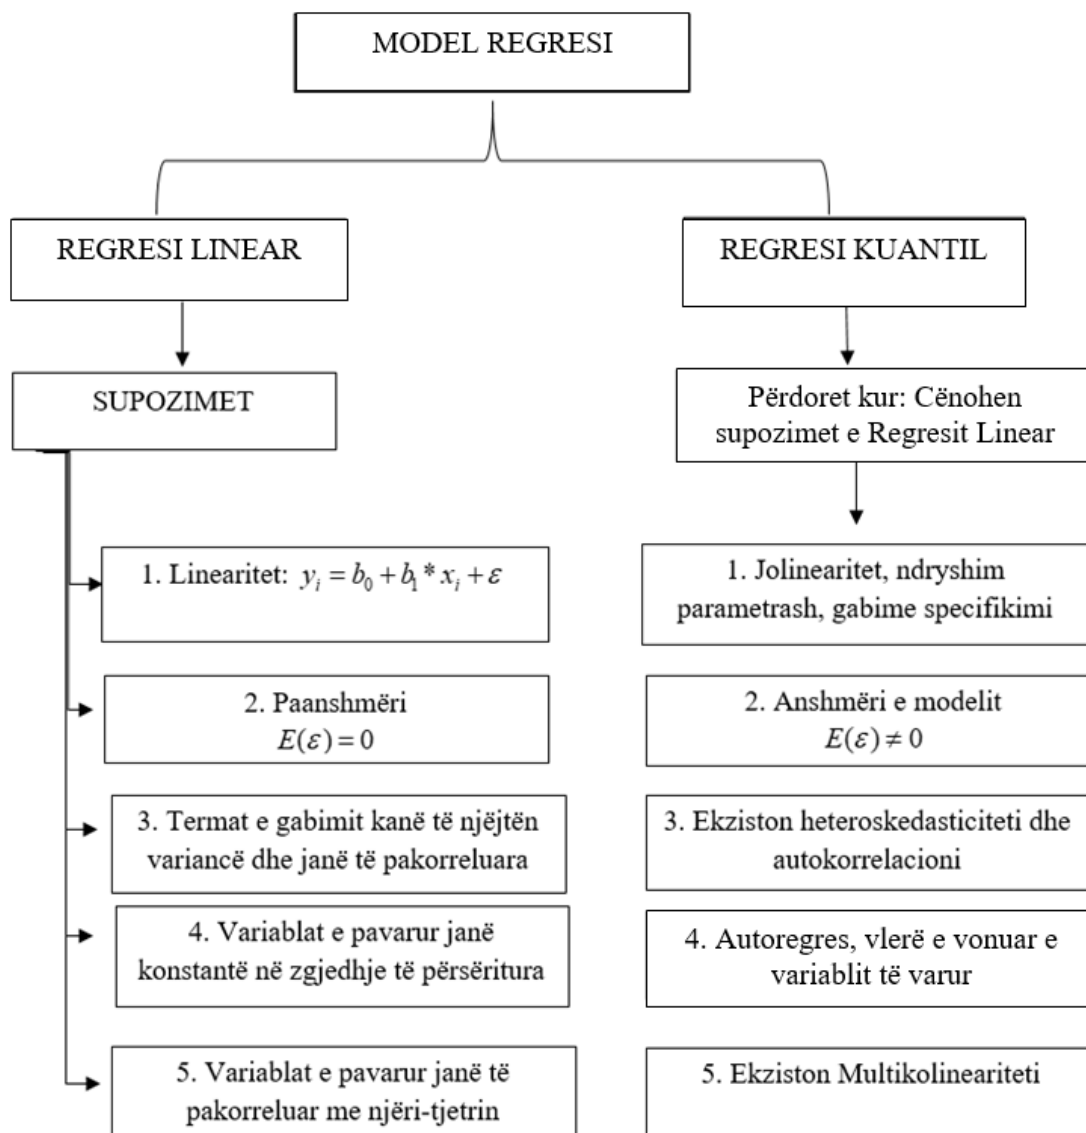 MODEL REGRESI
REGRESI LINEAR
SUPOZIMET
1. Linearitet: y_i = b_0 + b_1 * x_i + ε
2. Paanshmëri
E(ε) = 0
3. Termat e gabimit kanë të njëjtën
variancë dhe janë të pakorreluara
4. Variablat e pavarur janë
konstantë në zgjedhje të përsëritura
5. Variablat e pavarur janë të
pakorreluar me njëri-tjetrin
REGRESI KUANTIL
Përdoret kur: Cënohen
supozimet e Regresit Linear
1. Jolinearitet, ndryshim
parametrash, gabime specifikimi
2. Anshmëri e modelit
E(ε) ≠ 0
3. Ekziston heteroskedasticiteti dhe
autokorrelacioni
4. Autoregres, vlerë e vonuar e
variablit të varur
5. Ekziston Multikolineariteti